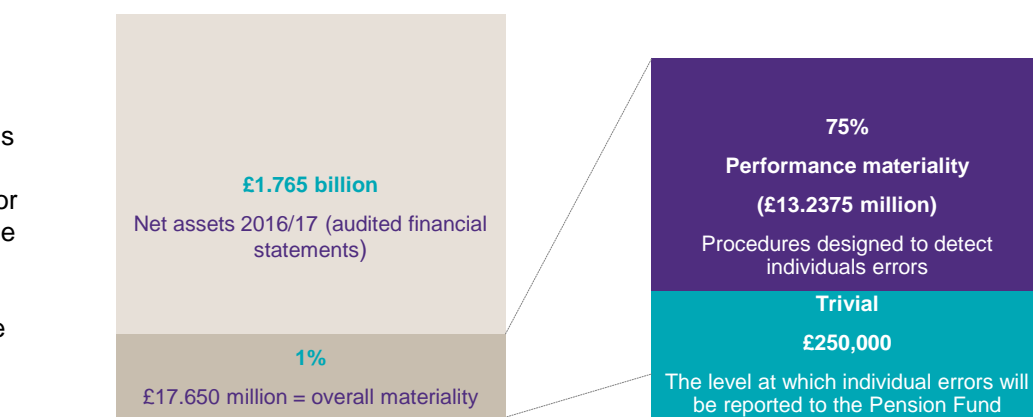 s
or
e
e
£1.765 billion
Net assets 2016/17 (audited financial
statements)
1%
£17.650 million = overall materiality
75%
Performance materiality
(£13.2375 million)
Procedures designed to detect
individuals errors
Trivial
£250,000
The level at which individual errors will
be reported to the Pension Fund